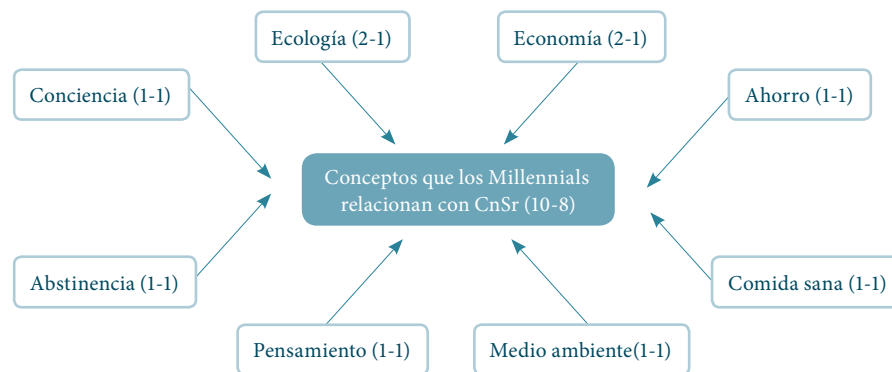 Ecología (2-1)
Economía (2-1)
Conciencia (1-1)
Ahorro (1-1)
Conceptos que los Millennials
relacionan con CnSr (10-8)
Abstinencia (1-1)
Comida sana (1-1)
Pensamiento (1-1)
Medio ambiente(1-1)